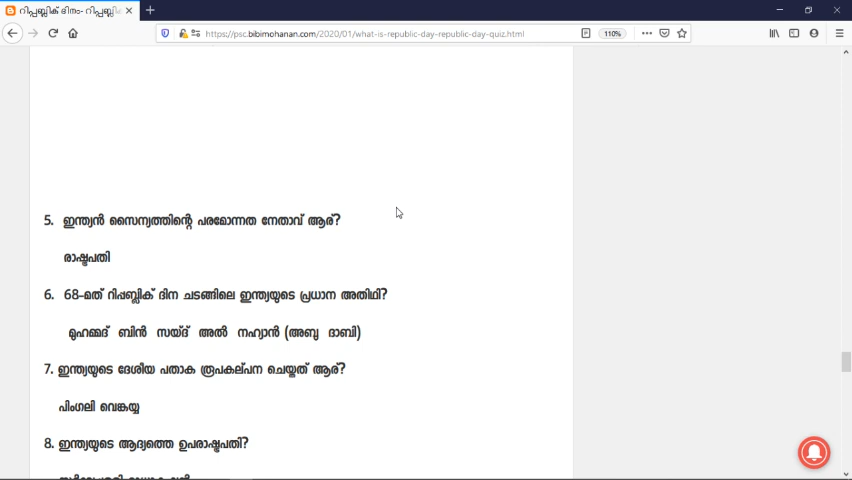 റിപ്പബ്ലിക് ദിനം- റിപ്പബ്ലിക്
https://psc.bibimohanan.com/2020/01/what-is-republic-day-republic-day-quiz.html
110%
5. ഇന്ത്യൻ സൈന്യത്തിന്റെ പരമോന്നത നേതാവ് ആര്?
രാഷ്ട്രപതി
6. 68-മത് റിപ്പബ്ലിക് ദിന ചടങ്ങിലെ ഇന്ത്യയുടെ പ്രധാന അതിഥി?
മുഹമ്മദ് ബിൻ സയ്ദ് അൽ നഹ്യാൻ (അബു ദാബി)
7. ഇന്ത്യയുടെ ദേശീയ പതാക രൂപകല്പന ചെയ്തത് ആര്?
പിംഗലി വെങ്കയ്യ
8. ഇന്ത്യയുടെ ആദ്യത്തെ ഉപരാഷ്ട്രപതി?